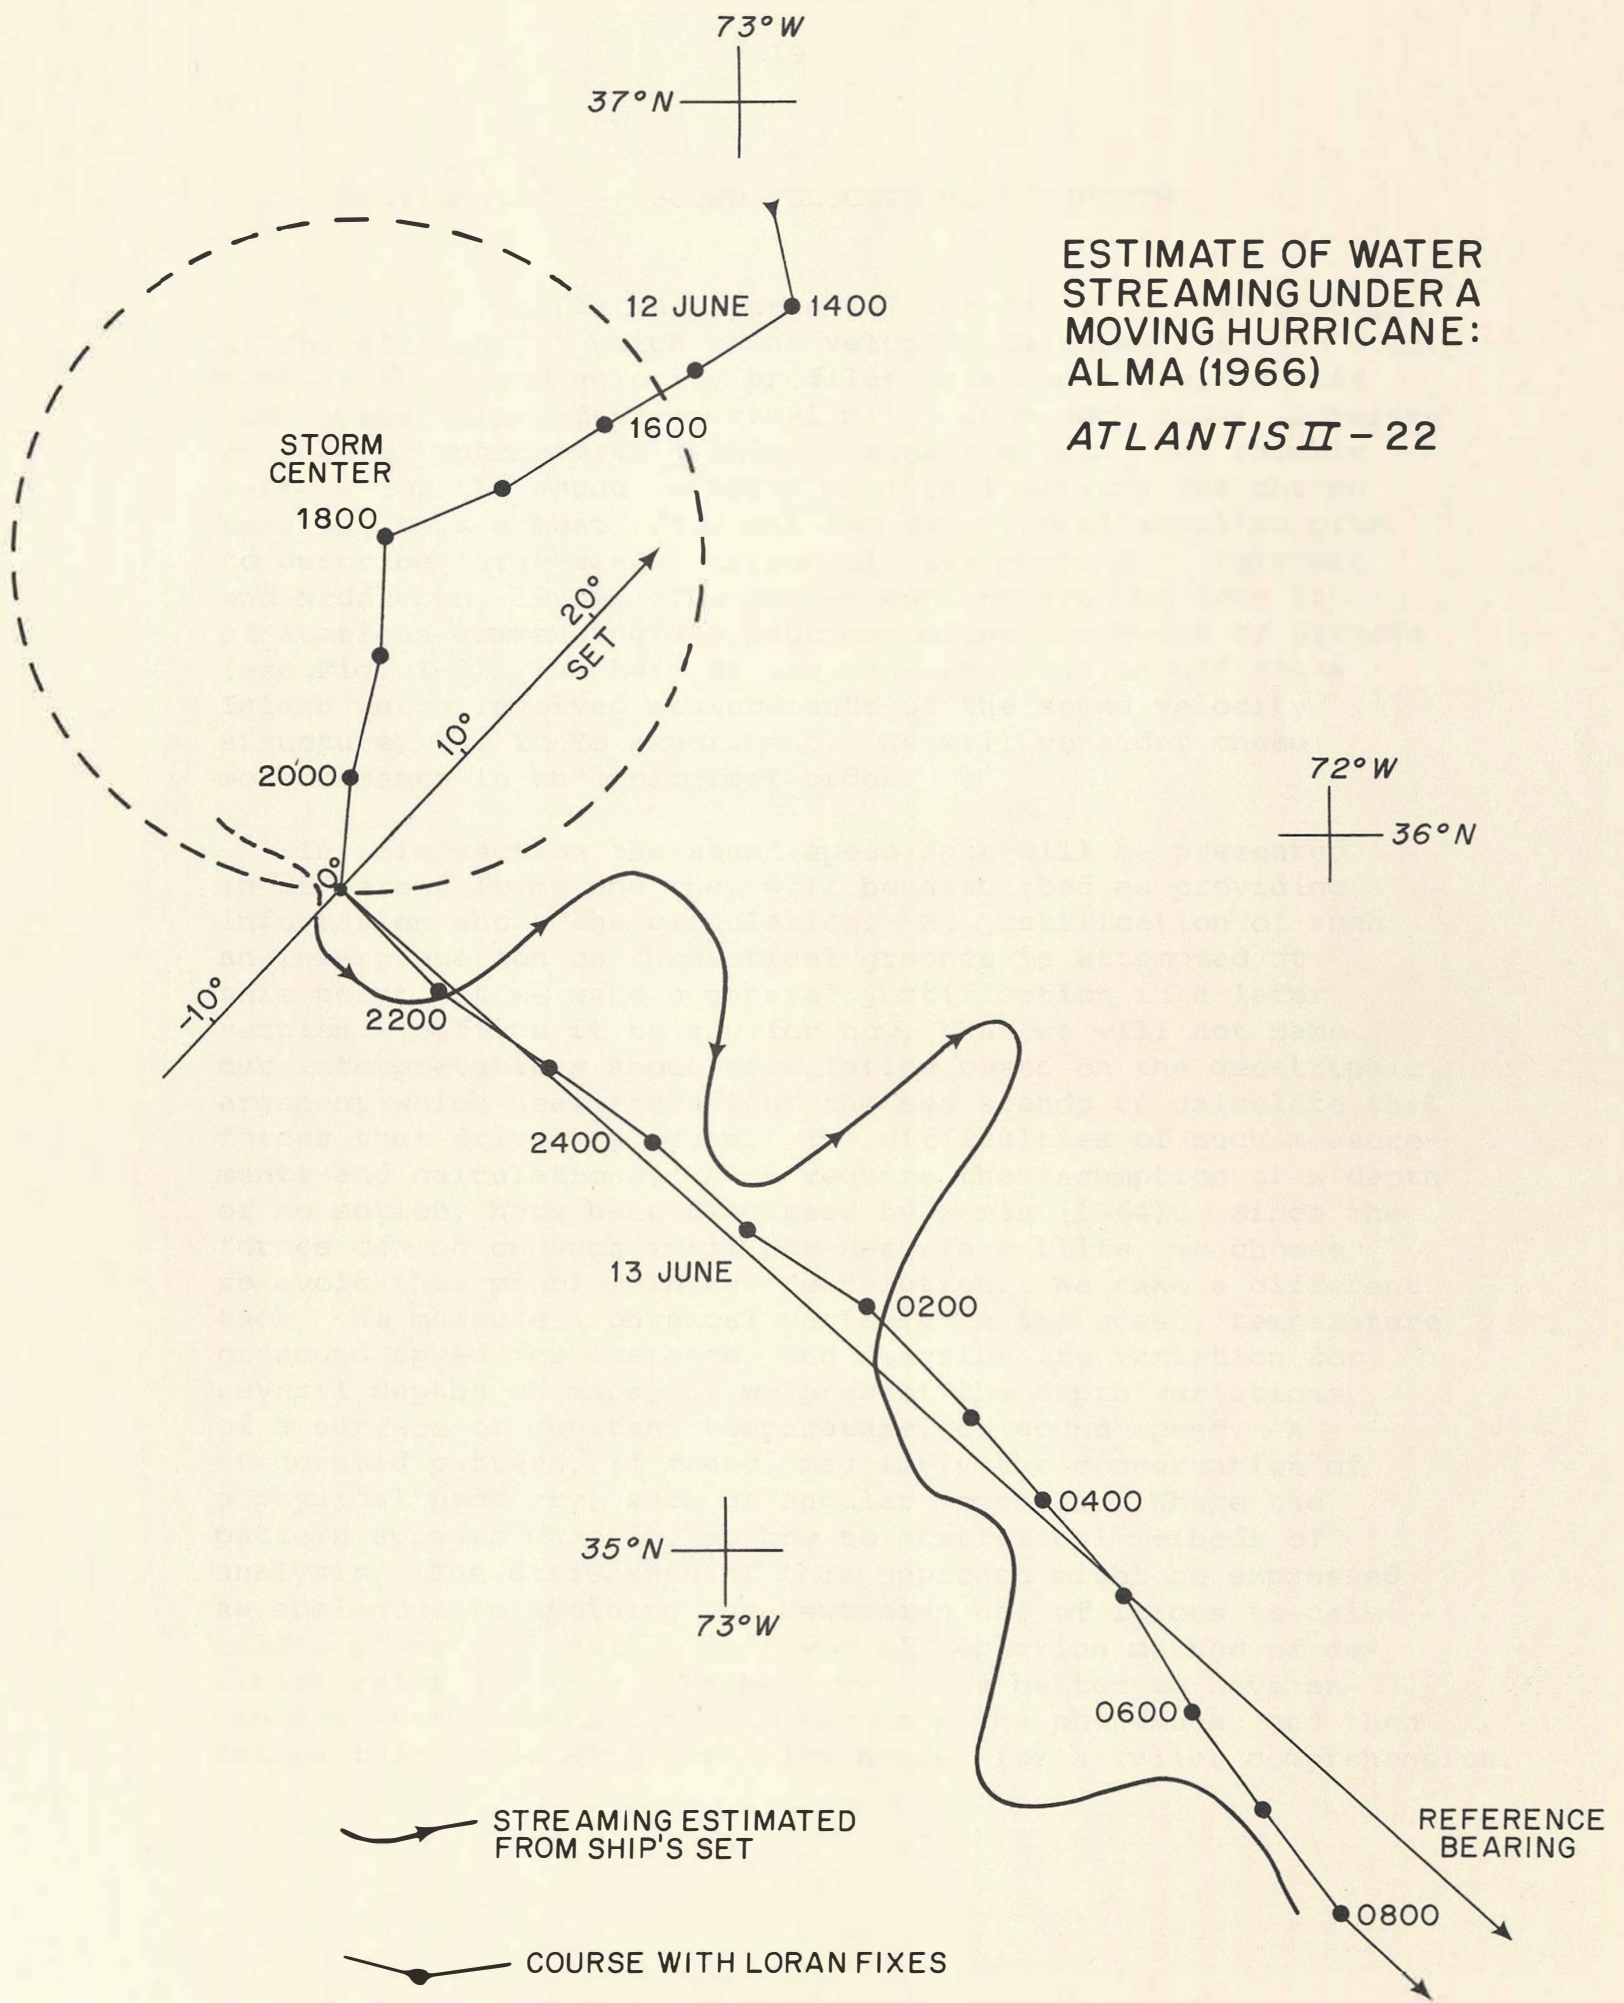 73°W
37°N
ESTIMATE OF WATER
STREAMING UNDER A
MOVING HURRICANE:
ALMA (1966)
ATLANTIS II - 22
12 JUNE
1400
1600
STORM
CENTER
1800
20°
SET
10°
2000
72°W
36°N
0°
-10°
2200
2400
13 JUNE
0200
0400
35°N
73°W
0600
REFERENCE
BEARING
0800
STREAMING ESTIMATED
FROM SHIP'S SET
COURSE WITH LORAN FIXES